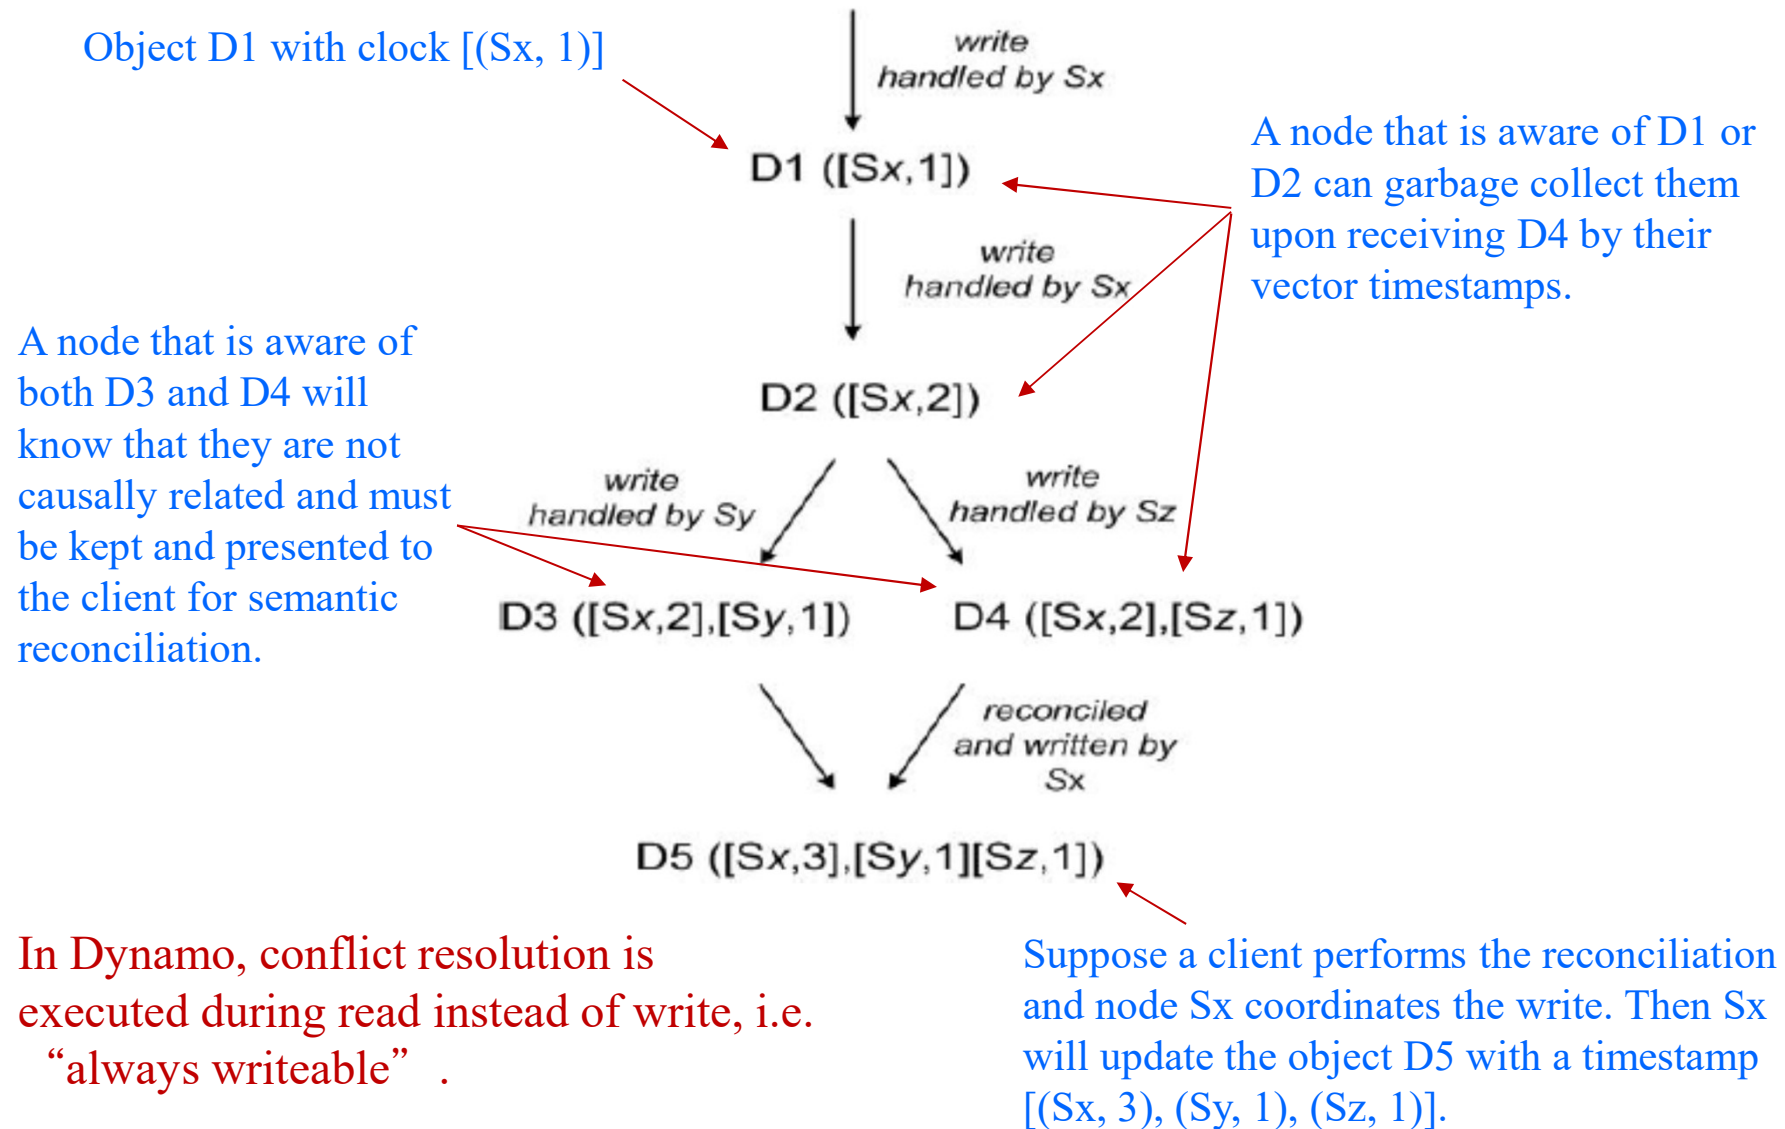 Object D1 with clock [(Sx, 1)]
write
handled by Sx
D1 ([Sx,1])
A node that is aware of D1 or
D2 can garbage collect them
upon receiving D4 by their
vector timestamps.
write
handled by Sx
A node that is aware of
both D3 and D4 will
know that they are not
causally related and must
be kept and presented to
the client for semantic
reconciliation.
D2 ([Sx,2])
write
handled by Sy
write
handled by Sz
D3 ([Sx,2],[Sy,1])
D4 ([Sx,2],[Sz,1])
reconciled
and written by
Sx
D5 ([Sx,3],[Sy,1][Sz,1])
In Dynamo, conflict resolution is
executed during read instead of write, i.e.
“always writeable” .
Suppose a client performs the reconciliation
and node Sx coordinates the write. Then Sx
will update the object D5 with a timestamp
[(Sx, 3), (Sy, 1), (Sz, 1)].